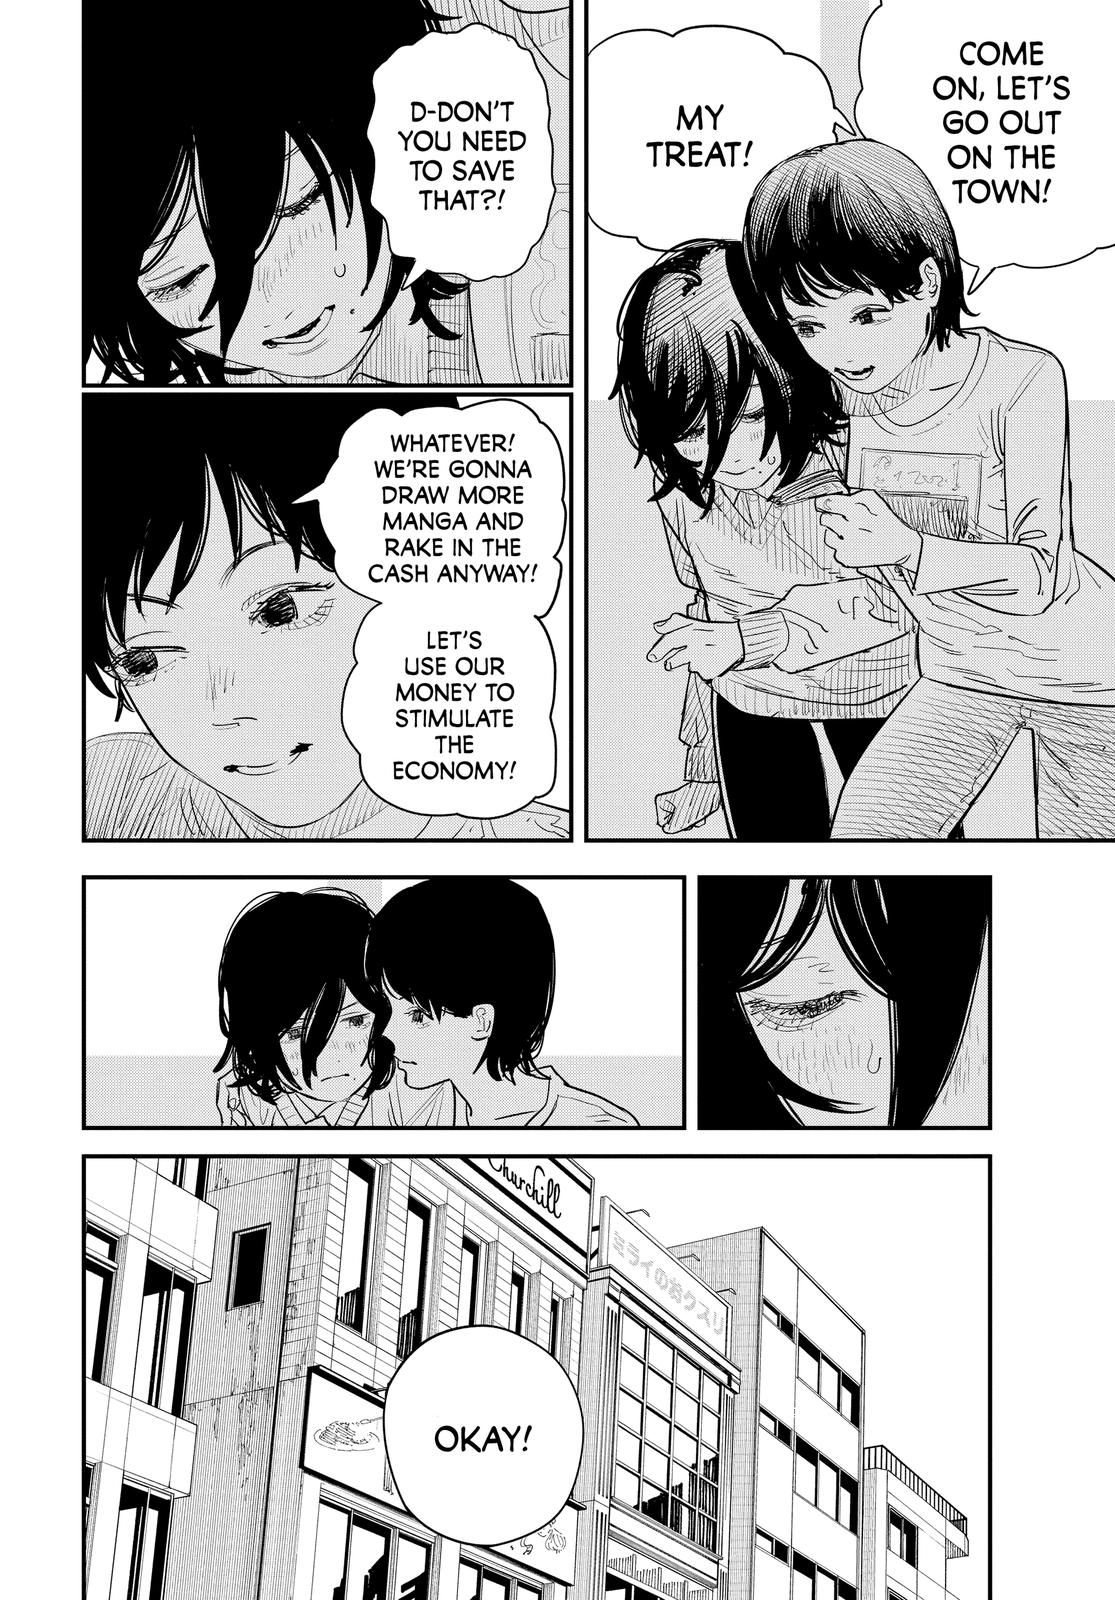 COME
ON, LET'S
GO OUT
ON THE
TOWN!
MY
TREAT!
D-DON'T
YOU NEED
TO SAVE
THAT?!
WHATEVER!
WE'RE GONNA
DRAW MORE
MANGA AND
RAKE IN THE
CASH ANYWAY!
LET'S
USE OUR
MONEY TO
STIMULATE
THE
ECONOMY!
Churchill
ミライのおクスリ
OKAY!